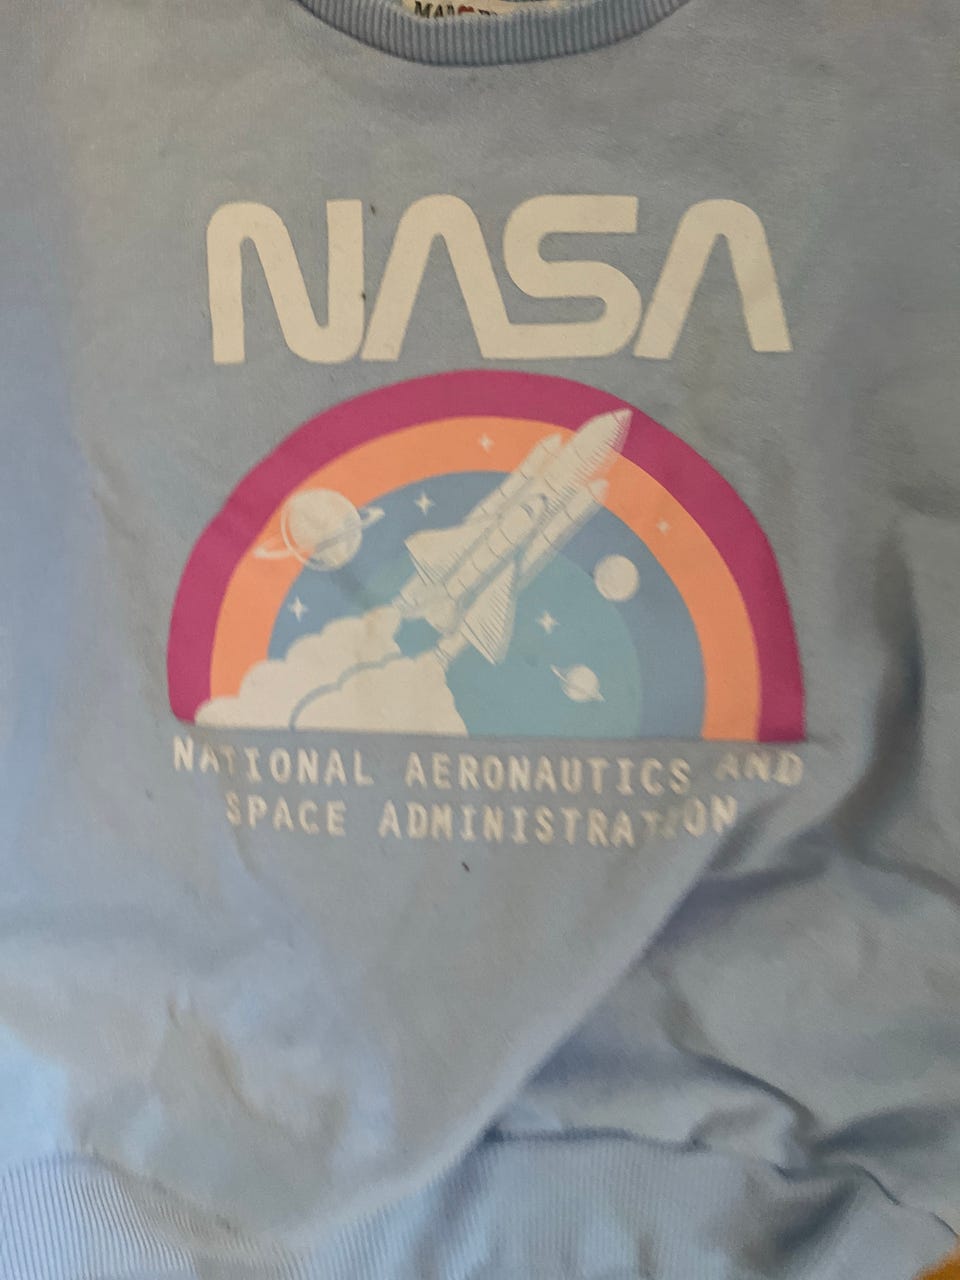 NASA
NATIONAL AERONAUTICS AND
SPACE ADMINISTRATION